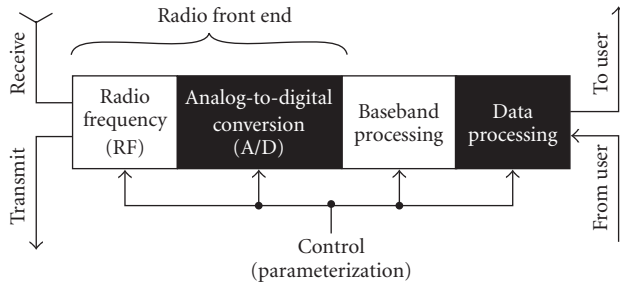 Radio front end
Receive
Transmit
Radio
frequency
(RF)
Analog-to-digital
conversion
(A/D)
Baseband
processing
Data
processing
To user
From user
Control
(parameterization)